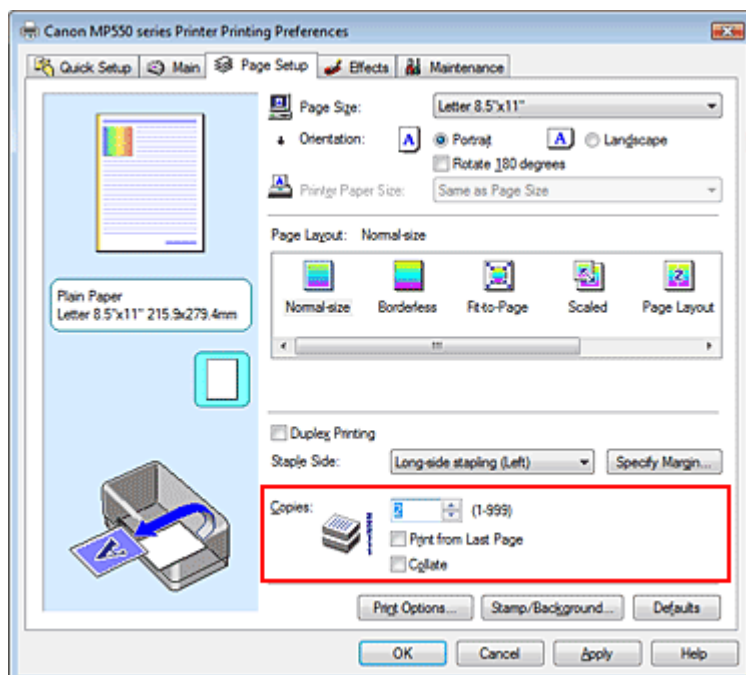 Canon MP550 series Printer Printing Preferences
Quick Setup Main Page Setup Effects Maintenance
Page Size: Letter 8.5"x11"
Orientation: A Portrait A Landscape
Rotate 180 degrees
Printer Paper Size: Same as Page Size
Page Layout: Normal-size
Normal-size Borderless Fit-to-Page Scaled Page Layout
Plain Paper
Letter 8.5"x11" 215.9x279.4mm
Duplex Printing
Staple Side: Long-side stapling (Left) Specify Margin...
Copies: 2 (1-999)
Print from Last Page
Collate
Print Options... Stamp/Background... Defaults
OK Cancel Apply Help